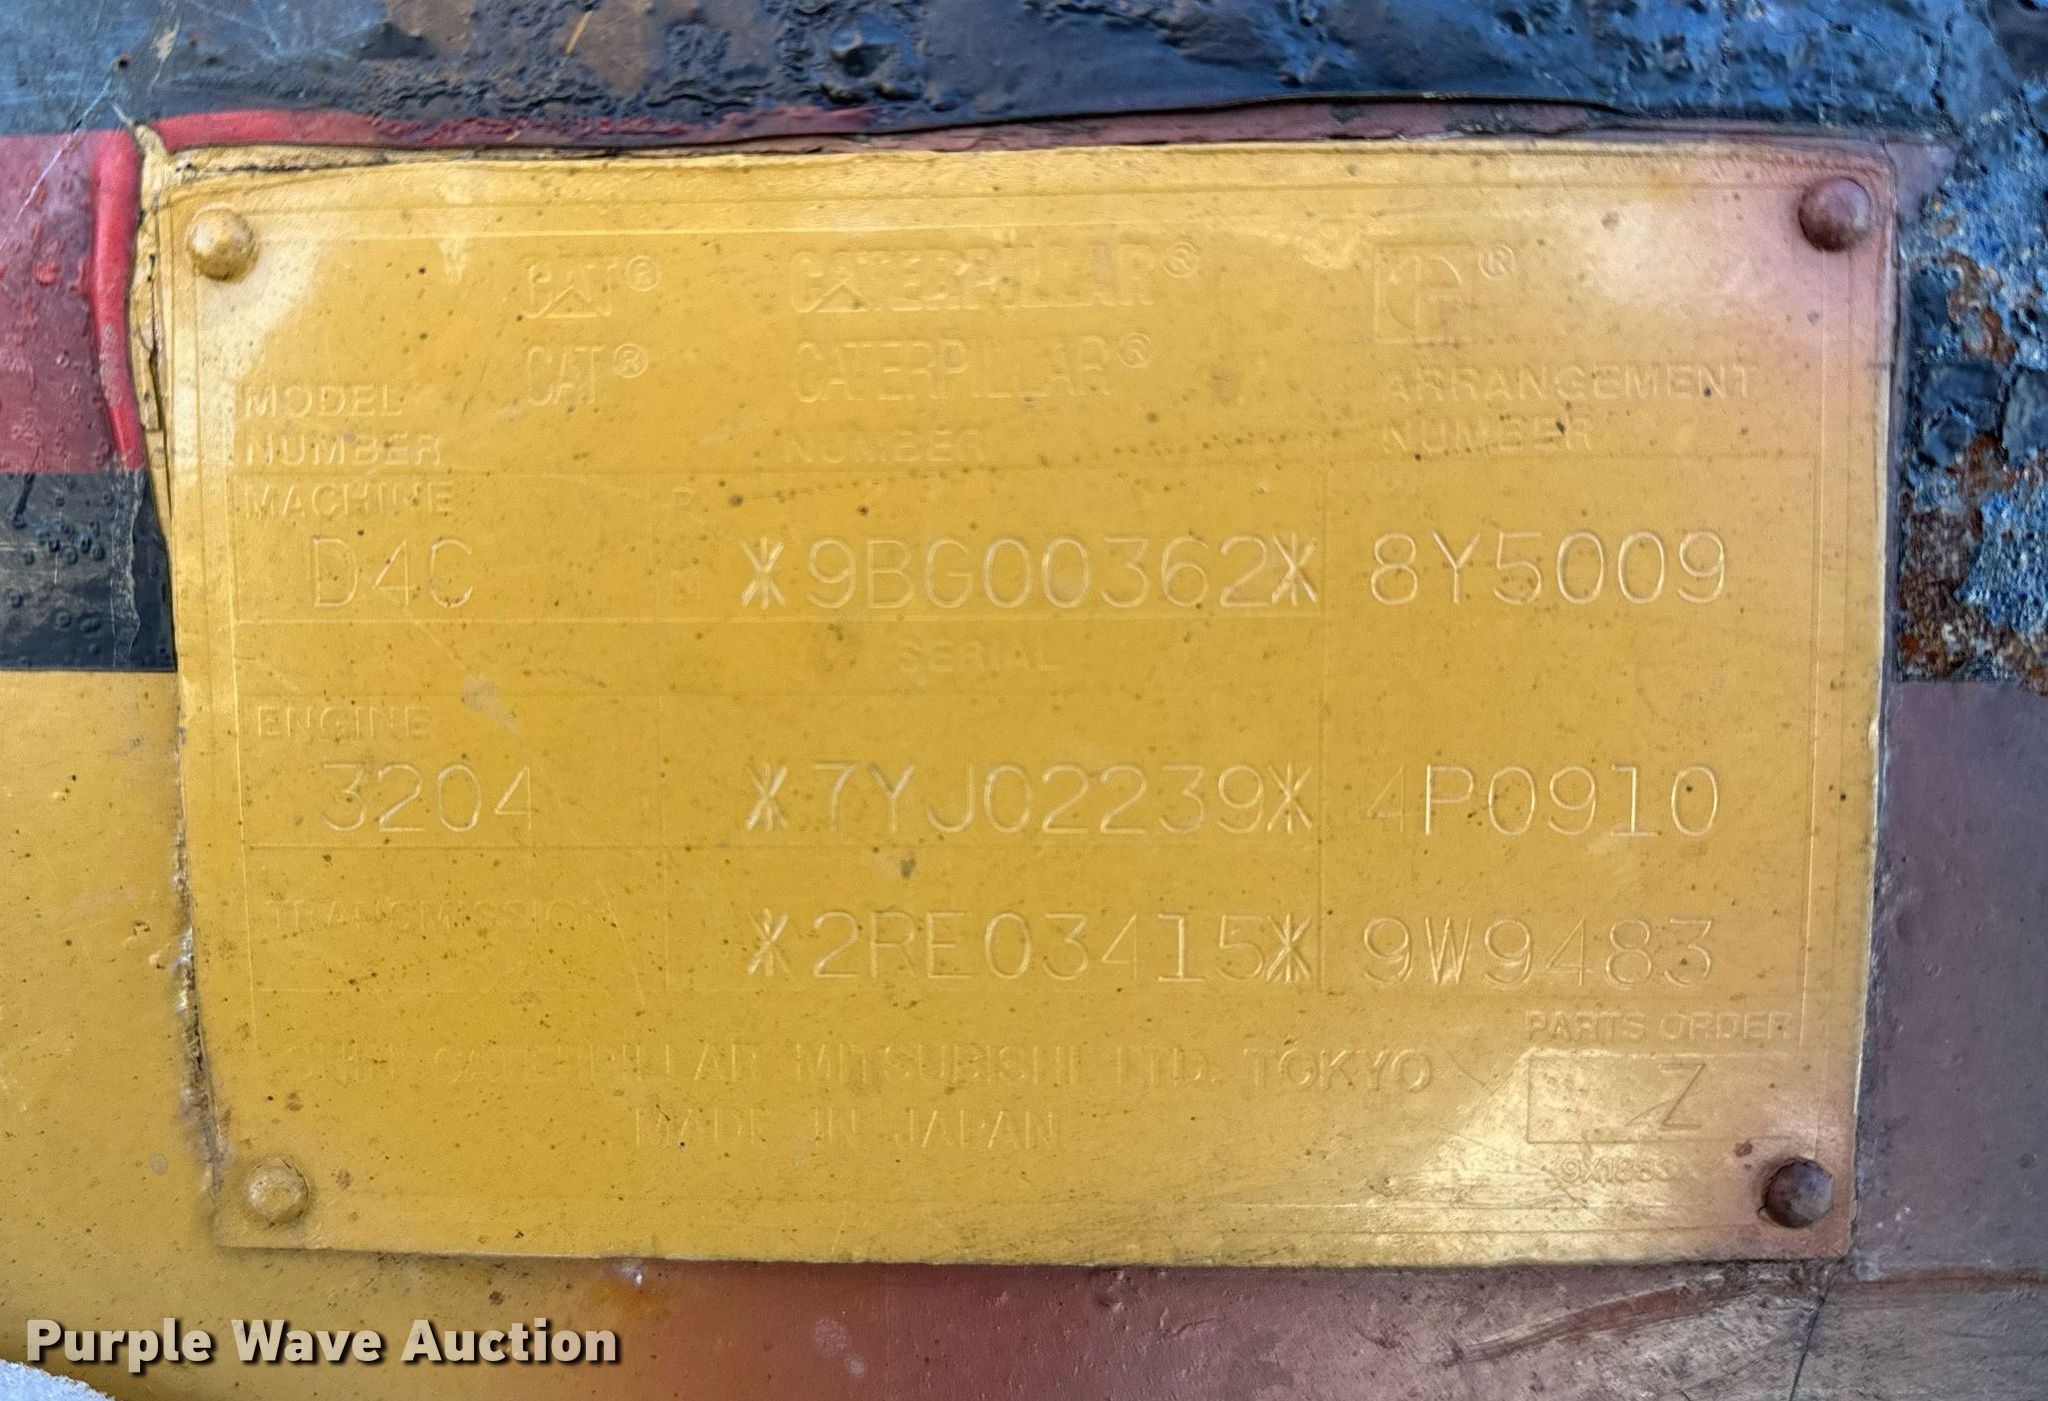 CAT® CATERPILLAR® ®
CAT® CATERPILLAR®
MODEL NUMBER
NUMBER
ARRANGEMENT NUMBER
MACHINE P
D4C *9BG00362* 8Y5009
SERIAL
ENGINE
3204 *7YJ02239* 4P0910
TRANSMISSION
*2RE03415* 9W9483
SHIN CATERPILLAR MITSUBISHI LTD. TOKYO
MADE IN JAPAN
PARTS ORDER
Z
Purple Wave Auction